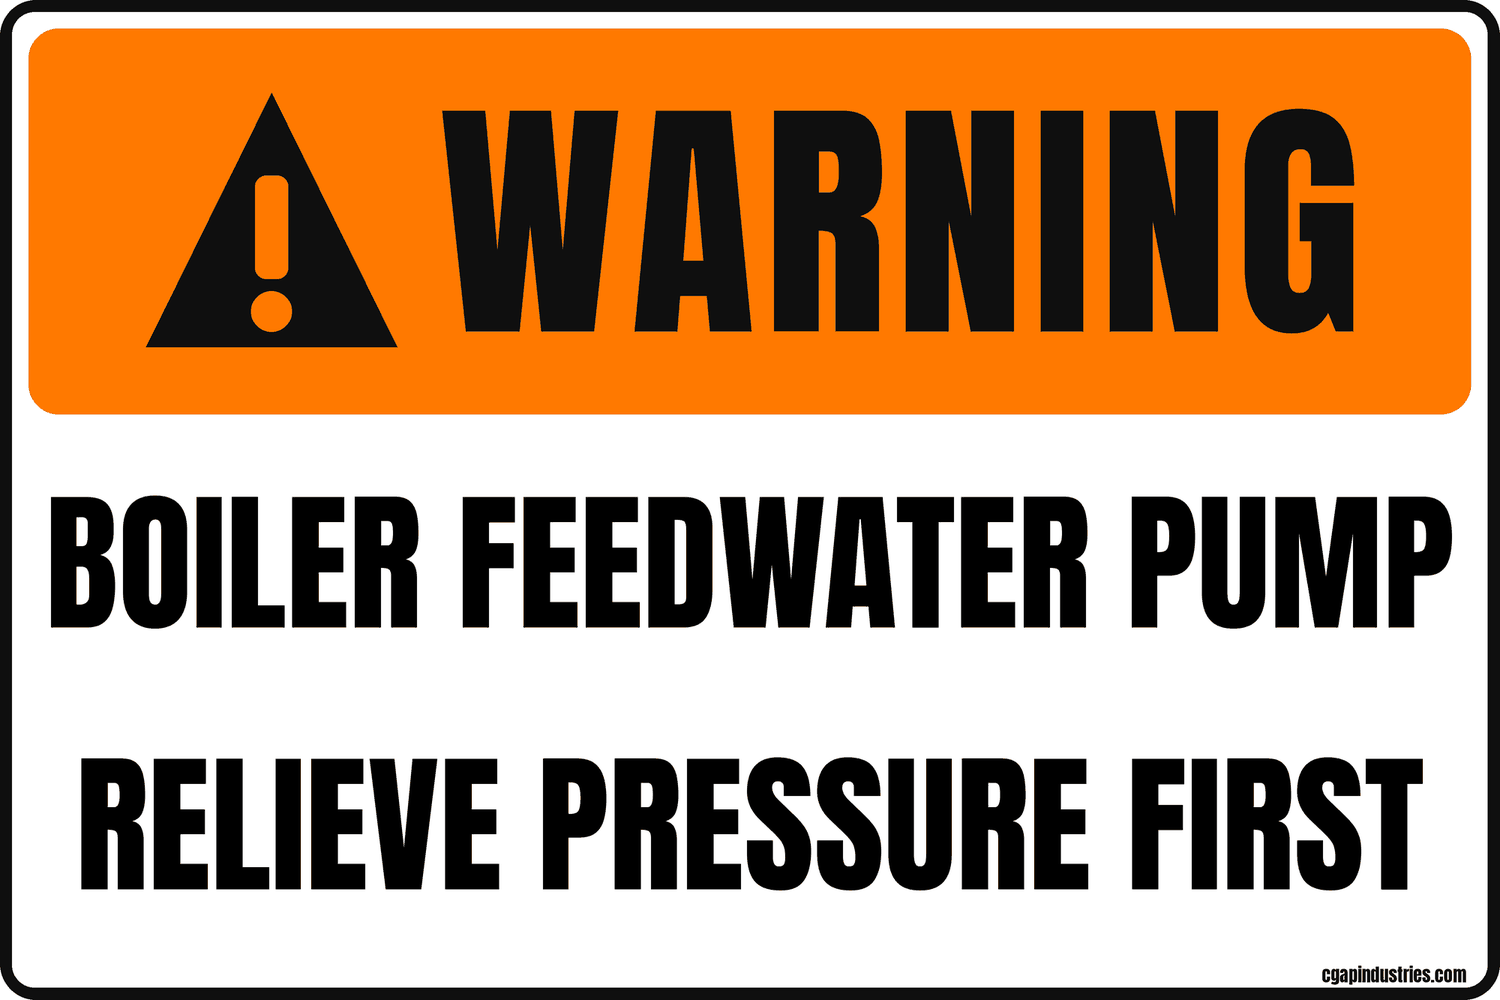 WARNING
BOILER FEEDWATER PUMP
RELIEVE PRESSURE FIRST
cgapindustries.com